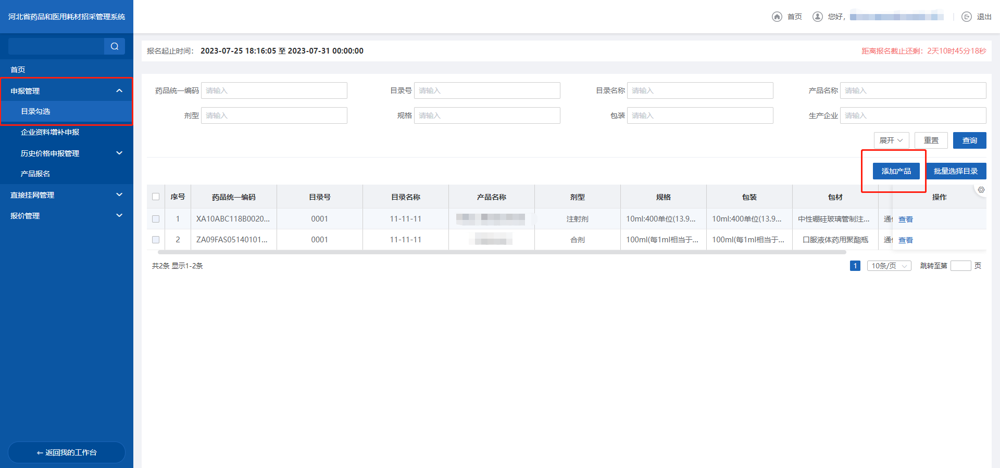 河北省药品和医用耗材招采管理系统
首页
您好,
退出
报名起止时间： 2023-07-25 18:16:05 至 2023-07-31 00:00:00
距离报名截止还剩：2天10时45分18秒
首页
申报管理
目录勾选
企业资料增补申报
历史价格申报管理
产品报名
直接挂网管理
报价管理
返回我的工作台
药品统一编码 请输入 目录号 请输入 目录名称 请输入 产品名称 请输入
剂型 请输入 规格 请输入 包装 请输入 生产企业 请输入
展开 重置 查询
添加产品 批量选择目录
序号 药品统一编码 目录号 目录名称 产品名称 剂型 规格 包装 包材 操作
1 XA10ABC118B0020... 0001 11-11-11 注射剂 10ml:400单位(13.9... 10ml:400单位(13.9... 中性硼硅玻璃管制注... 查看
2 ZA09FAS05140101... 0001 11-11-11 合剂 100ml(每1ml相当于... 100ml(每1ml相当于... 口服液体药用聚酯瓶 查看
共2条 显示1-2条
1 10条/页 跳转至第 页